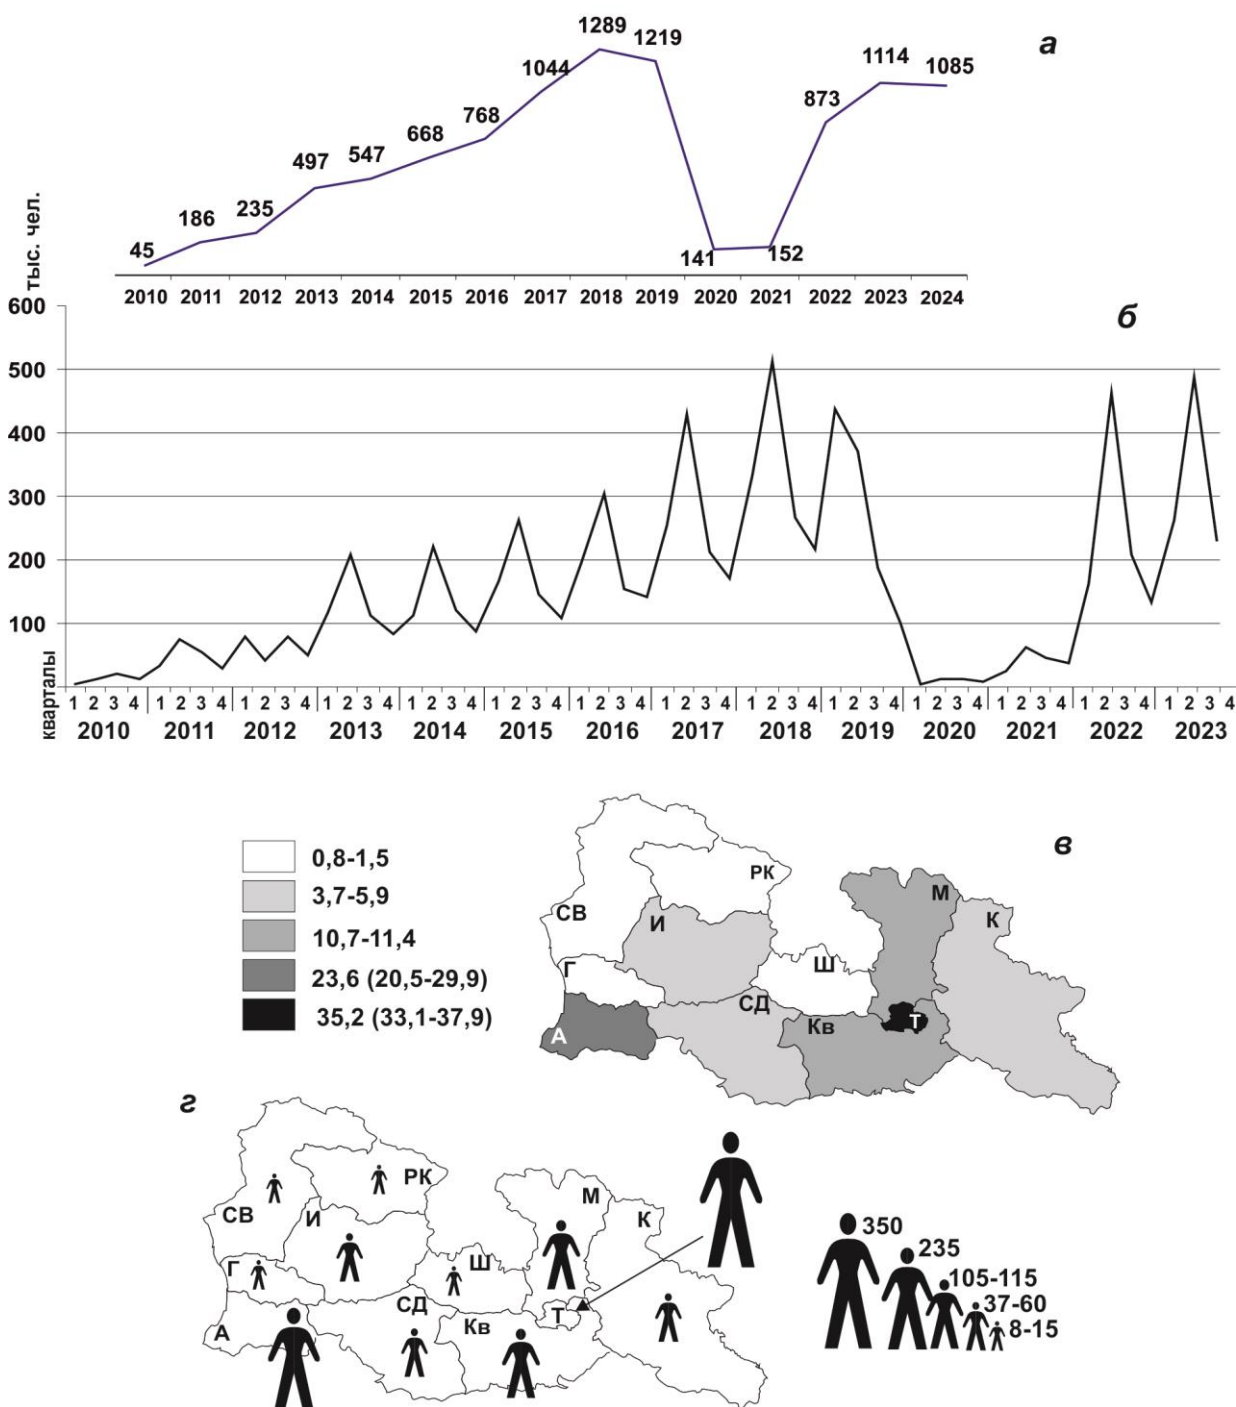 а
тыс. чел.
45
186
235
497
547
668
768
1044
1289
1219
141
152
873
1114
1085
2010 2011 2012 2013 2014 2015 2016 2017 2018 2019 2020 2021 2022 2023 2024
б
600
500
400
300
200
100
кварталы
1 2 3 4 1 2 3 4 1 2 3 4 1 2 3 4 1 2 3 4 1 2 3 4 1 2 3 4 1 2 3 4 1 2 3 4 1 2 3 4 1 2 3 4 1 2 3 4 1 2 3 4 1 2 3 4
2010 2011 2012 2013 2014 2015 2016 2017 2018 2019 2020 2021 2022 2023
в
0,8-1,5
3,7-5,9
10,7-11,4
23,6 (20,5-29,9)
35,2 (33,1-37,9)
РК
М
СВ
И
К
Г
Ш
СД
Кв
Т
А
г
РК
М
СВ
И
К
Г
Ш
СД
Кв
Т
А
350
235
105-115
37-60
8-15